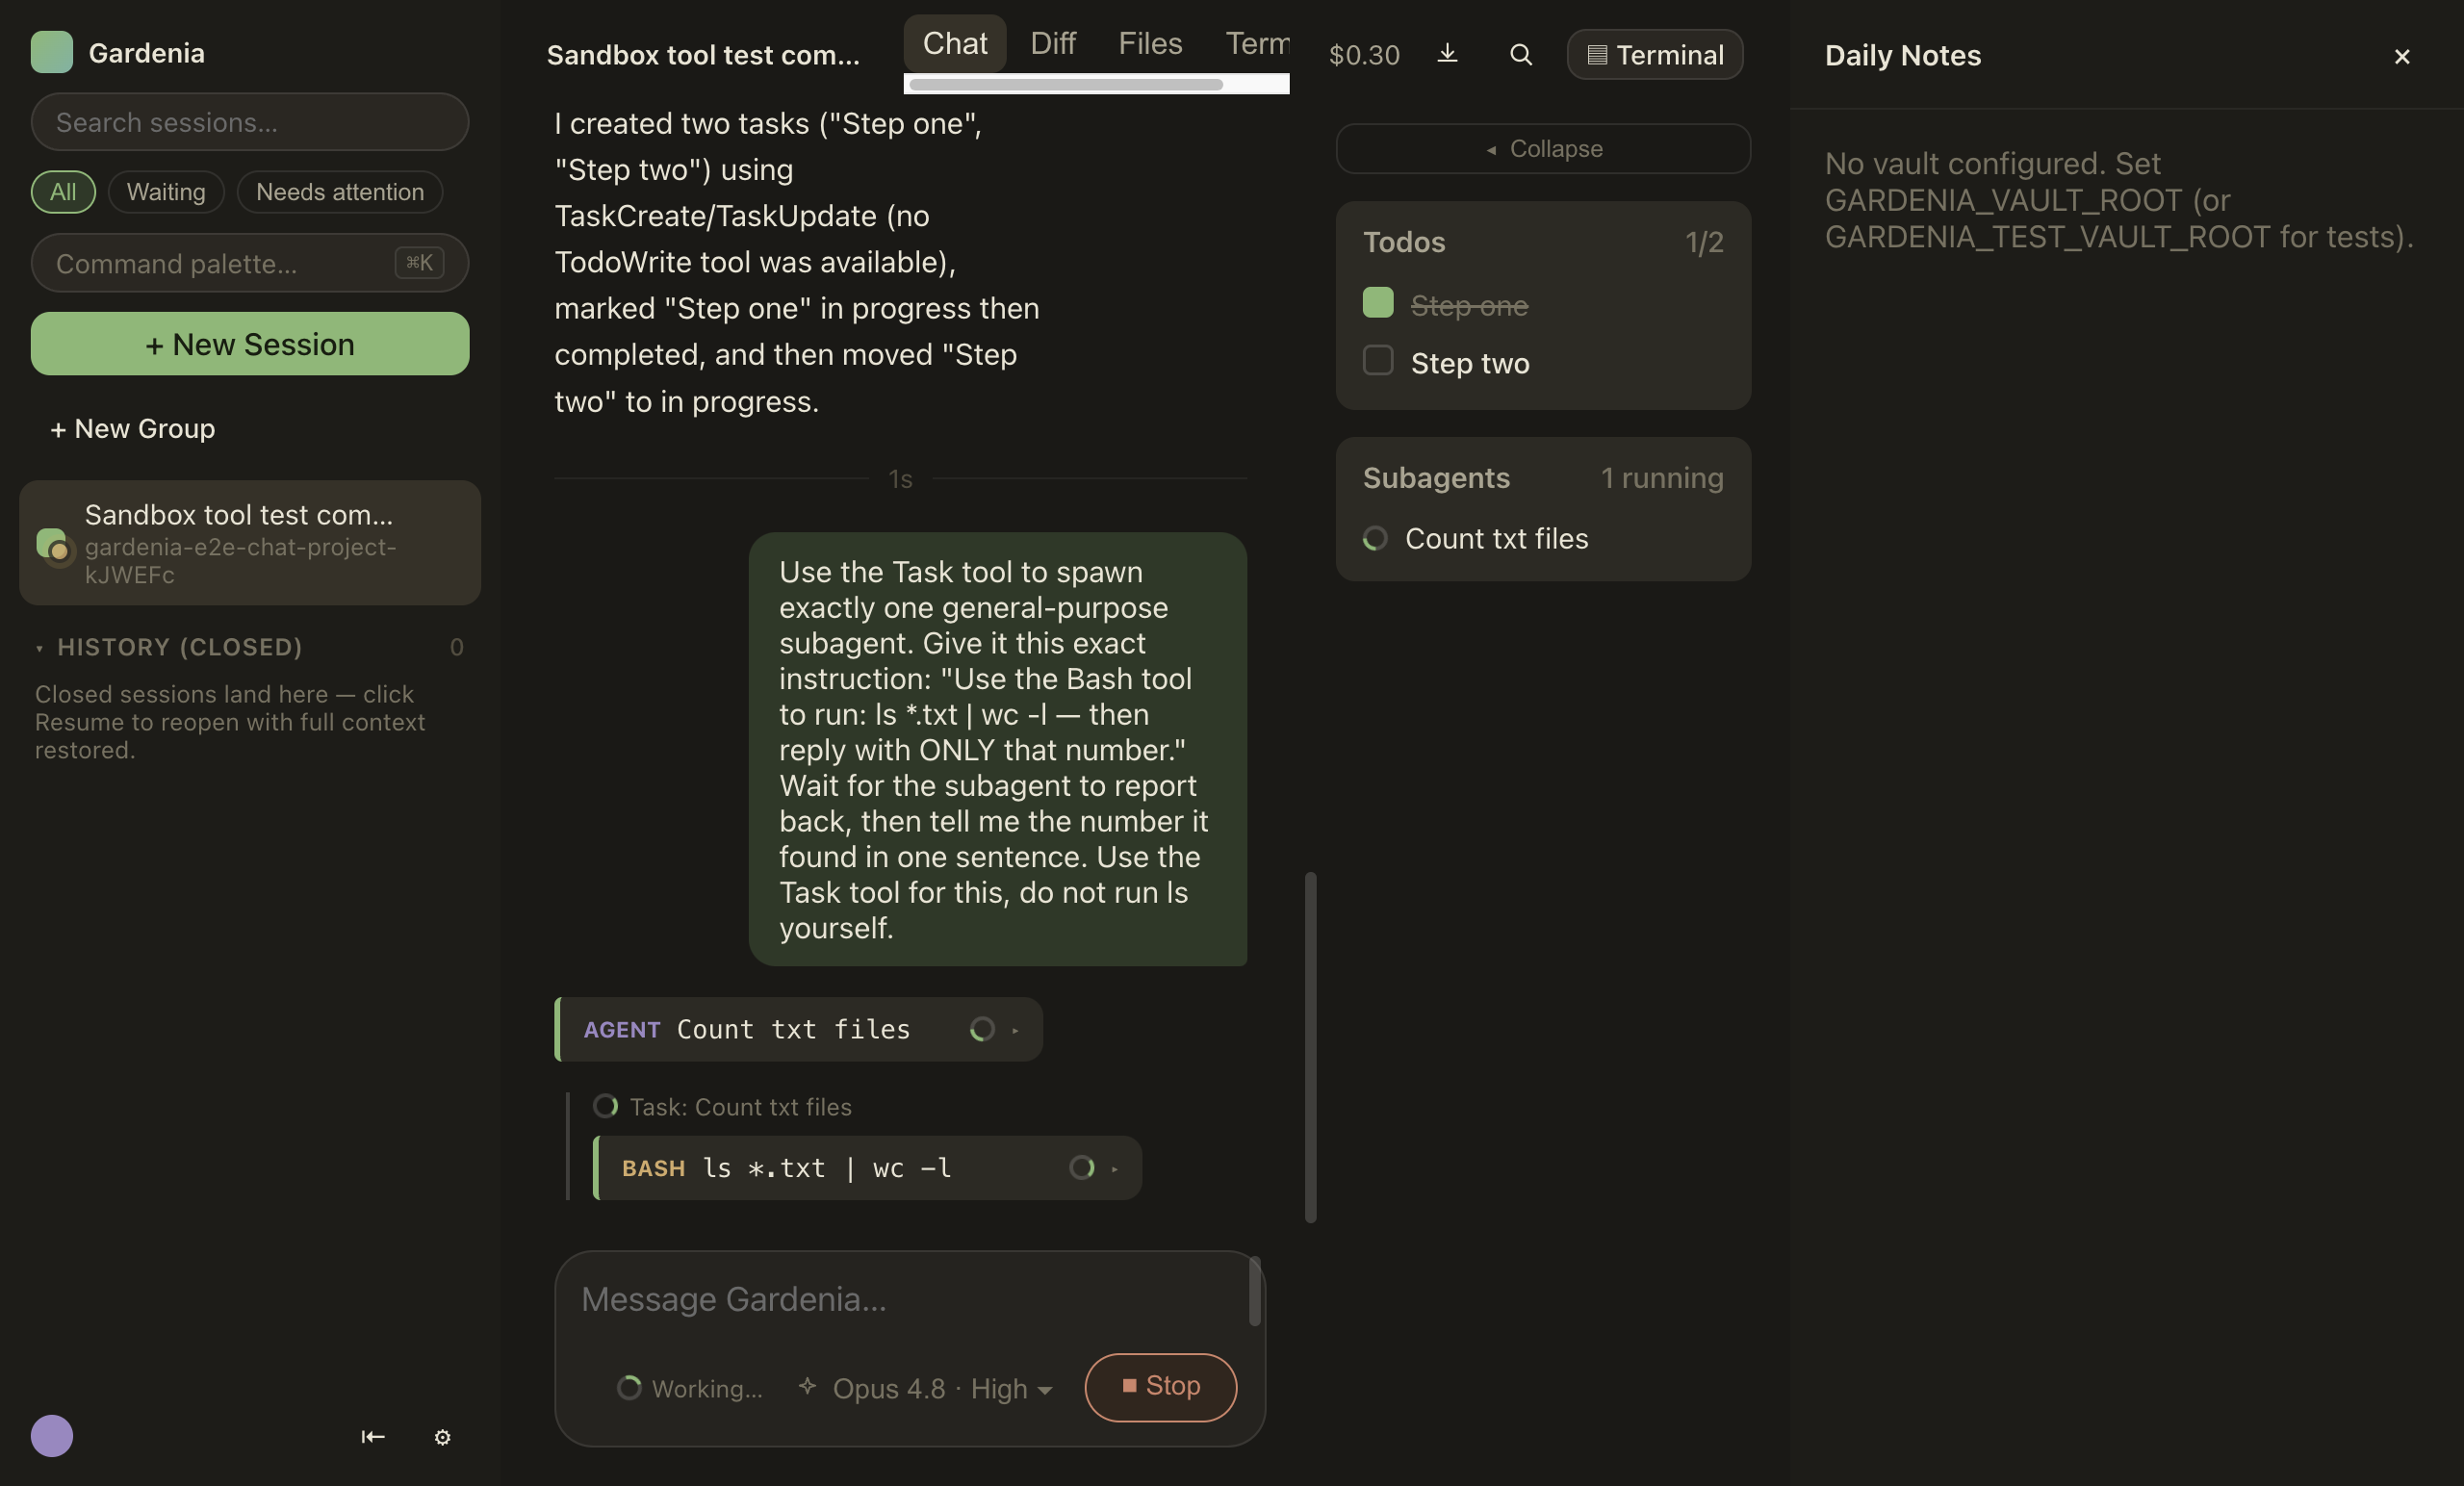 Gardenia
Search sessions...
All
Waiting
Needs attention
Command palette...
⌘K
+ New Session
+ New Group
Sandbox tool test com...
gardenia-e2e-chat-project-
kJWEFc
HISTORY (CLOSED)
0
Closed sessions land here — click
Resume to reopen with full context
restored.
Sandbox tool test com...
Chat
Diff
Files
Term
$0.30
Terminal
I created two tasks ("Step one",
"Step two") using
TaskCreate/TaskUpdate (no
TodoWrite tool was available),
marked "Step one" in progress then
completed, and then moved "Step
two" to in progress.
1s
Use the Task tool to spawn
exactly one general-purpose
subagent. Give it this exact
instruction: "Use the Bash tool
to run: ls *.txt | wc -l — then
reply with ONLY that number."
Wait for the subagent to report
back, then tell me the number it
found in one sentence. Use the
Task tool for this, do not run ls
yourself.
AGENT Count txt files
Task: Count txt files
BASH ls *.txt | wc -l
Message Gardenia...
Working...
Opus 4.8 · High
Stop
Collapse
Todos
1/2
Step one
Step two
Subagents
1 running
Count txt files
Daily Notes
No vault configured. Set
GARDENIA_VAULT_ROOT (or
GARDENIA_TEST_VAULT_ROOT for tests).